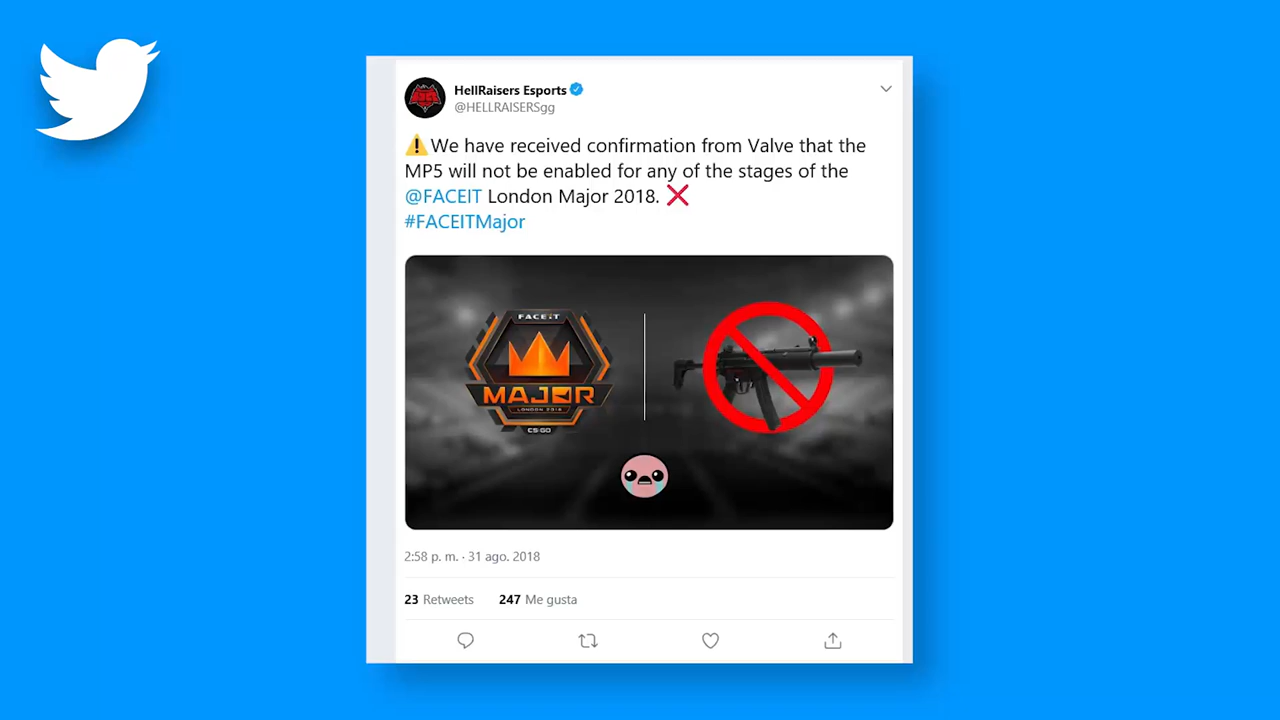 HellRaisers Esports
@HELLRAISERSgg
⚠️We have received confirmation from Valve that the
MP5 will not be enabled for any of the stages of the
@FACEIT London Major 2018. ❌
#FACEITMajor
FACEIT
MAJOR
LONDON 2018
CS:GO
2:58 p. m. · 31 ago. 2018
23 Retweets 247 Me gusta